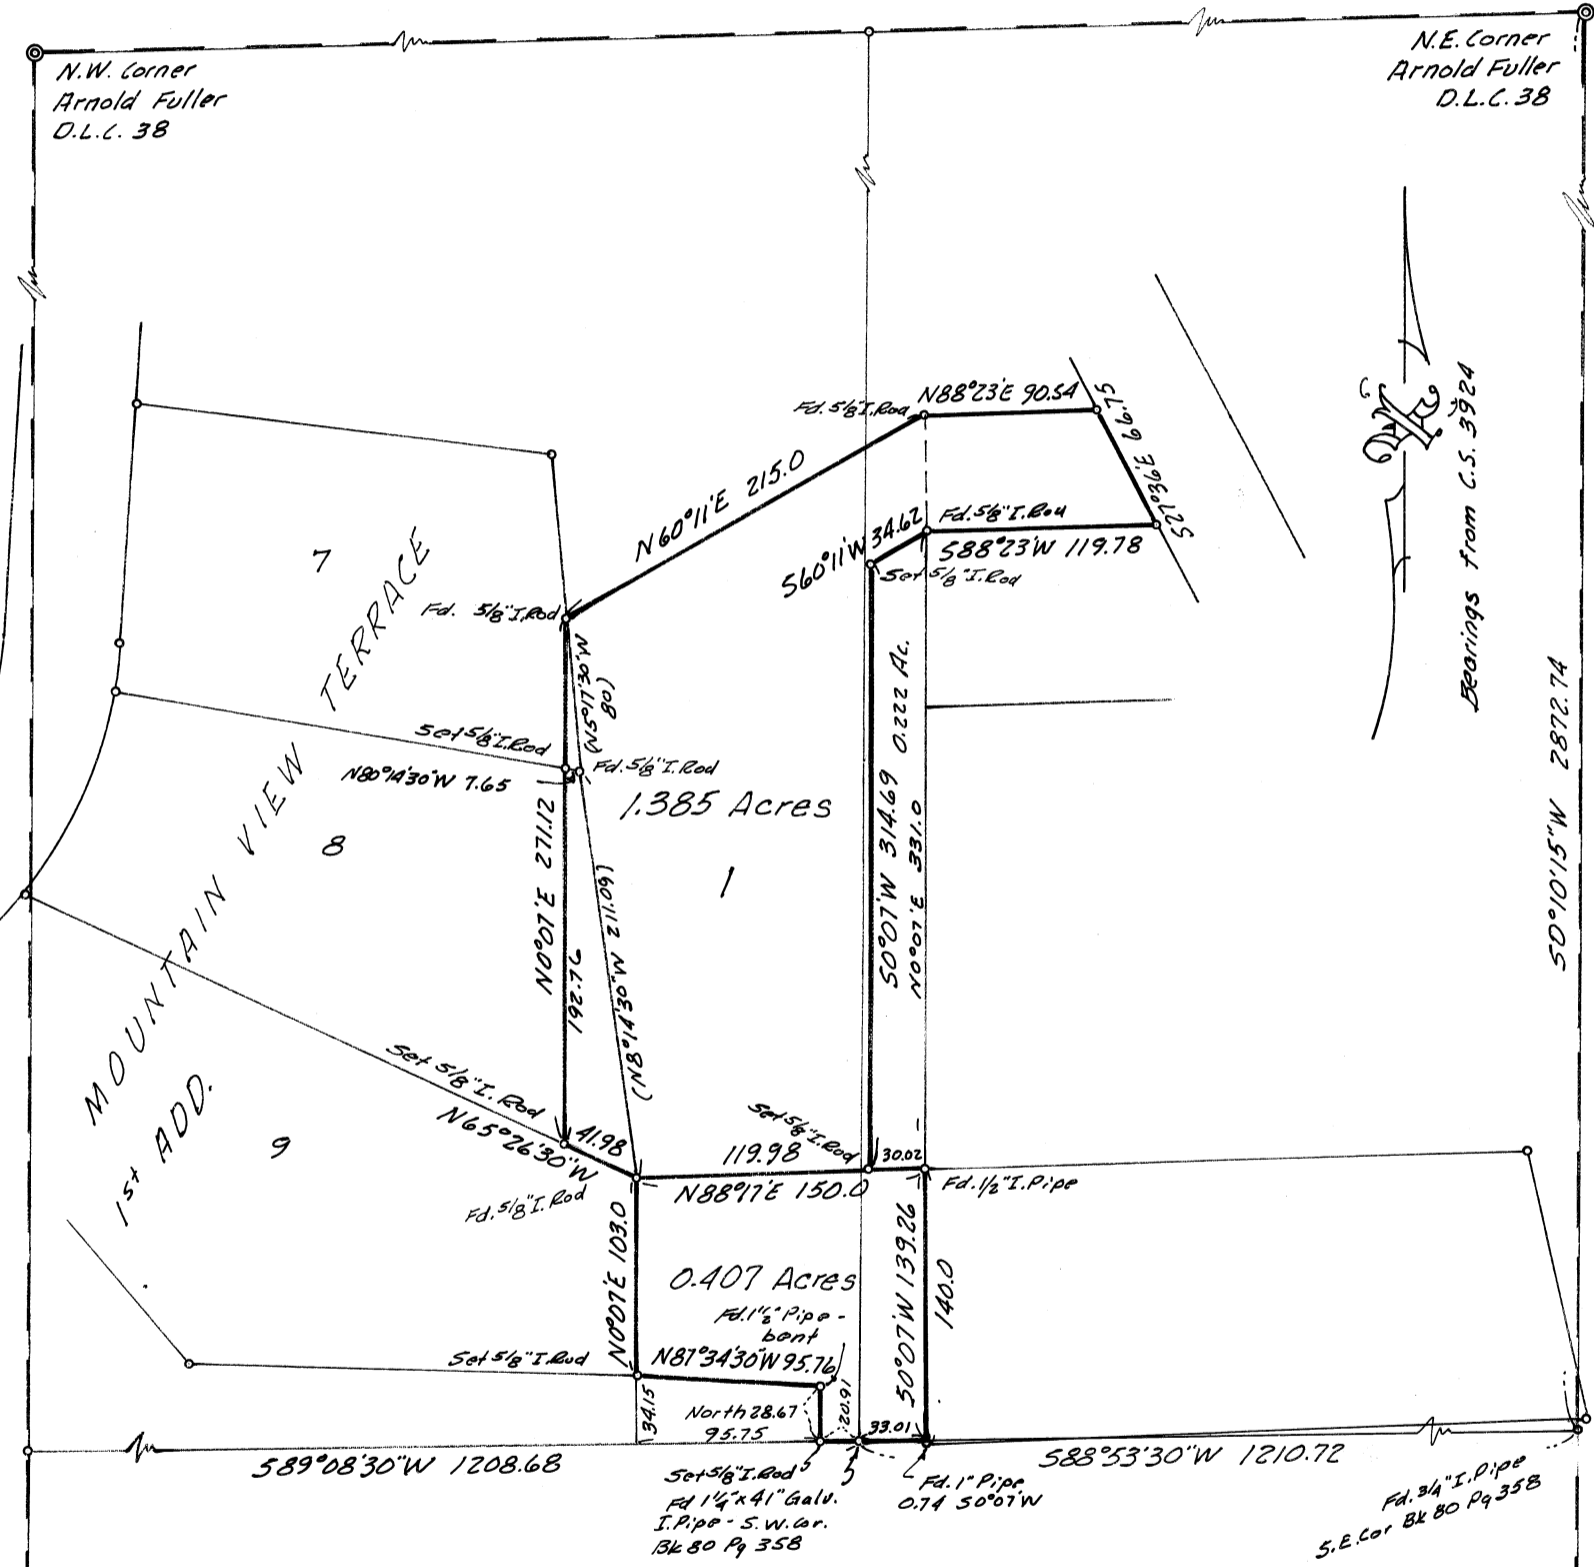 N.W. Corner
Arnold Fuller
D.L.C. 38
N.E. Corner
Arnold Fuller
D.L.C. 38
Bearings from C.S. 3924
Fd. 5/8" I. Rod
N88°23'E 90.54
S27°36'E 66.75
N60°11'E 215.0
S60°11'W 34.62
Fd. 5/8" I. Rod
S88°23'W 119.78
Set 5/8" I. Rod
7
MOUNTAIN VIEW TERRACE
1st ADD.
Fd. 5/8" I. Rod
(N5°17'30"W
80)
Set 5/8" I. Rod
Fd. 5/8" I. Rod
N80°14'30"W 7.65
1.385 Acres
1
8
N0°07'E 271.12
192.76
(N8°14'30"W 211.09)
S0°07'W 314.69 0.222 Ac.
N0°07'E 331.0
S0°10'15"W 2872.74
Set 5/8" I. Rod
N65°26'30"W
41.98
9
Fd. 5/8" I. Rod
Set 5/8" I. Rod
119.98
30.02
N88°17'E 150.0
Fd. 1/2" I. Pipe
N0°07'E 103.0
0.407 Acres
S0°07'W 139.26
140.0
Fd. 1 1/2" Pipe -
bent
Set 5/8" I. Rod
N87°34'30"W 95.76
34.15
North 28.67
95.75
20.91
33.01
S89°08'30"W 1208.68
S88°53'30"W 1210.72
Set 5/8" I. Rod
Fd 1 1/4" x 41" Galv.
I. Pipe - S.W. Cor.
Bk 80 Pg 358
Fd. 1" Pipe
0.74 S0°07'W
Fd. 3/4" I. Pipe
S.E. Cor Bk 80 Pg 358